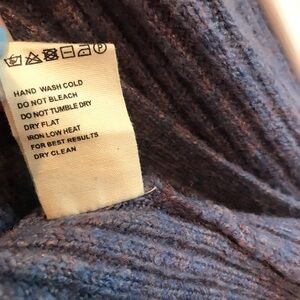 HAND WASH COLD
DO NOT BLEACH
DO NOT TUMBLE DRY
DRY FLAT
IRON LOW HEAT
FOR BEST RESULTS
DRY CLEAN